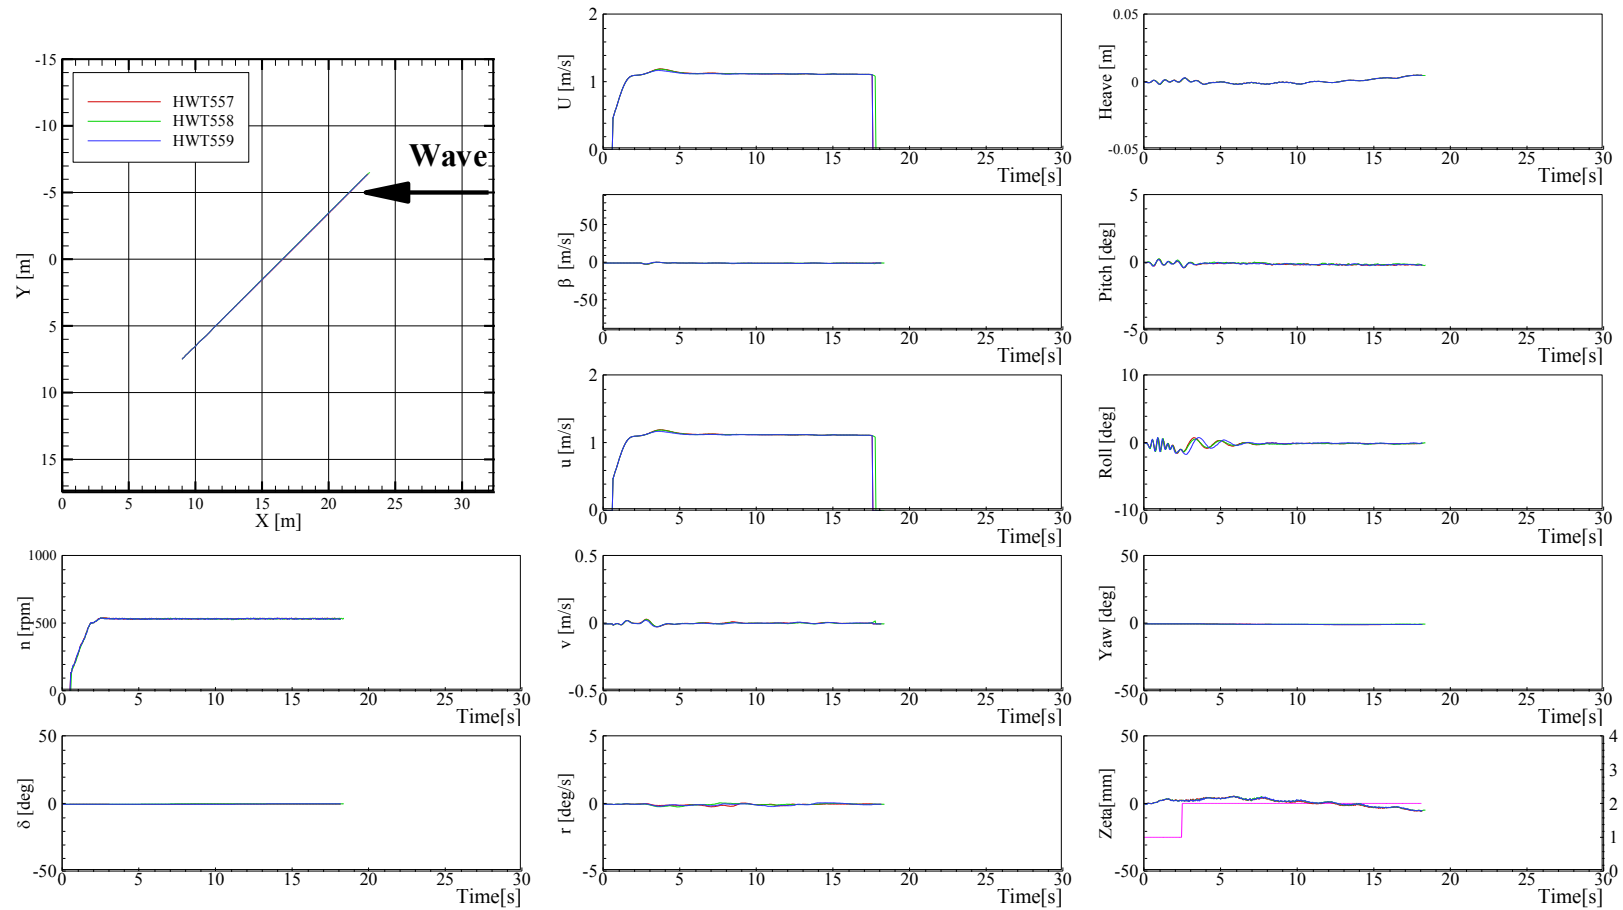 -15
-10
-5
0
5
10
15
Y [m]
HWT557
HWT558
HWT559
Wave
0 5 10 15 20 25 30
X [m]
2
1
0
U [m/s]
0 5 10 15 20 25 30
Time[s]
0.05
0
-0.05
Heave [m]
0 5 10 15 20 25 30
Time[s]
50
0
-50
β [m/s]
0 5 10 15 20 25 30
Time[s]
5
0
-5
Pitch [deg]
0 5 10 15 20 25 30
Time[s]
2
1
0
u [m/s]
0 5 10 15 20 25 30
Time[s]
10
0
-10
Roll [deg]
0 5 10 15 20 25 30
Time[s]
1000
500
0
n [rpm]
0 5 10 15 20 25 30
Time[s]
0.5
0
-0.5
v [m/s]
0 5 10 15 20 25 30
Time[s]
50
0
-50
Yaw [deg]
0 5 10 15 20 25 30
Time[s]
50
0
-50
δ [deg]
0 5 10 15 20 25 30
Time[s]
5
0
-5
r [deg/s]
0 5 10 15 20 25 30
Time[s]
50
0
-50
Zeta[mm]
4
3
2
1
0
0 5 10 15 20 25 30
Time[s]